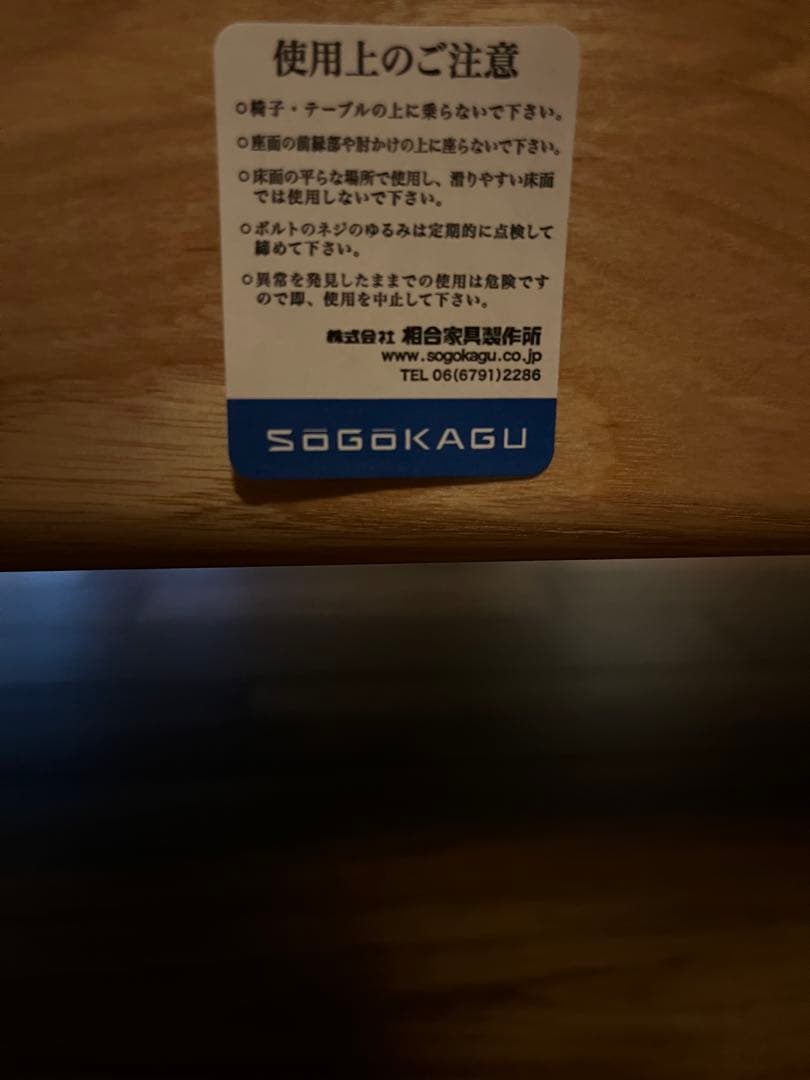 使用上のご注意
○椅子・テーブルの上に乗らないで下さい。
○座面の前縁部や肘かけの上に座らないで下さい。
○床面の平らな場所で使用し、滑りやすい床面
では使用しないで下さい。
○ボルトのネジのゆるみは定期的に点検して
締めて下さい。
○異常を発見したままでの使用は危険です
ので即、使用を中止して下さい。
株式会社 相合家具製作所
www.sogokagu.co.jp
TEL 06(6791)2286
SōGōKAGU